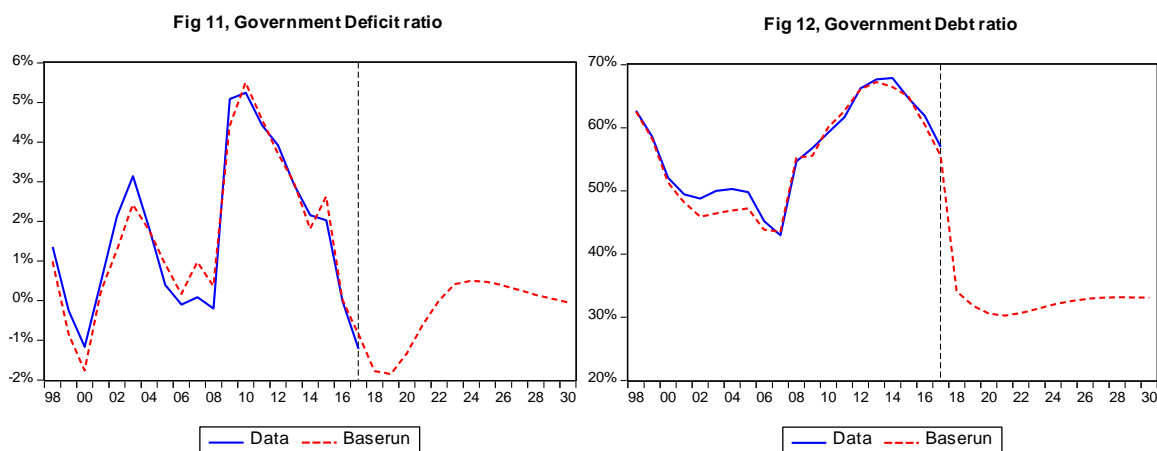 Fig 11, Government Deficit ratio
6%
5%
4%
3%
2%
1%
0%
-1%
-2%
98 00 02 04 06 08 10 12 14 16 18 20 22 24 26 28 30
Data Baserun
Fig 12, Government Debt ratio
70%
60%
50%
40%
30%
20%
98 00 02 04 06 08 10 12 14 16 18 20 22 24 26 28 30
Data Baserun